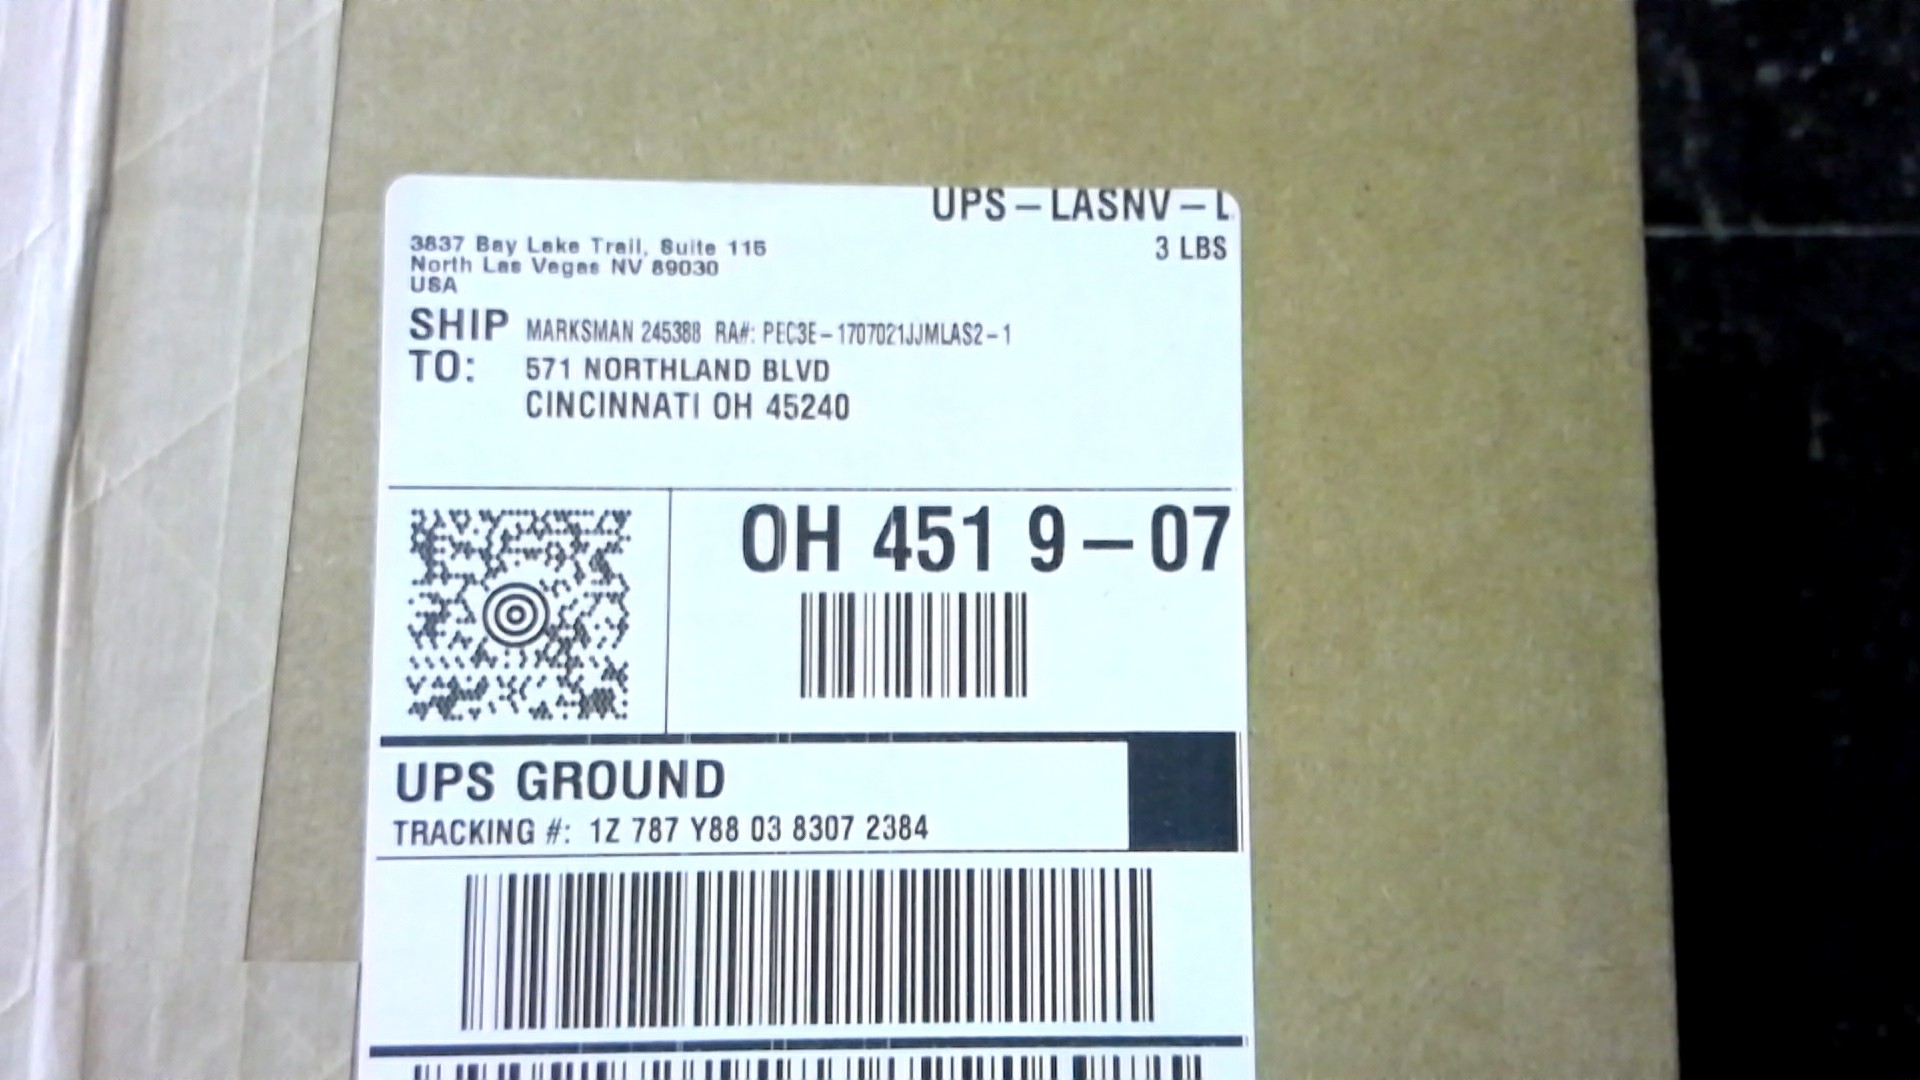 UPS – LASNV – L
3837 Bay Lake Trail, Suite 115
3 LBS
North Las Vegas NV 89030
USA
SHIP TO:
MARKSMAN 245388 RA#: PEC3E–1707021JJMLAS2–1
571 NORTHLAND BLVD
CINCINNATI OH 45240
OH 451 9 – 07
UPS GROUND
TRACKING #: 1Z 787 Y88 03 8307 2384